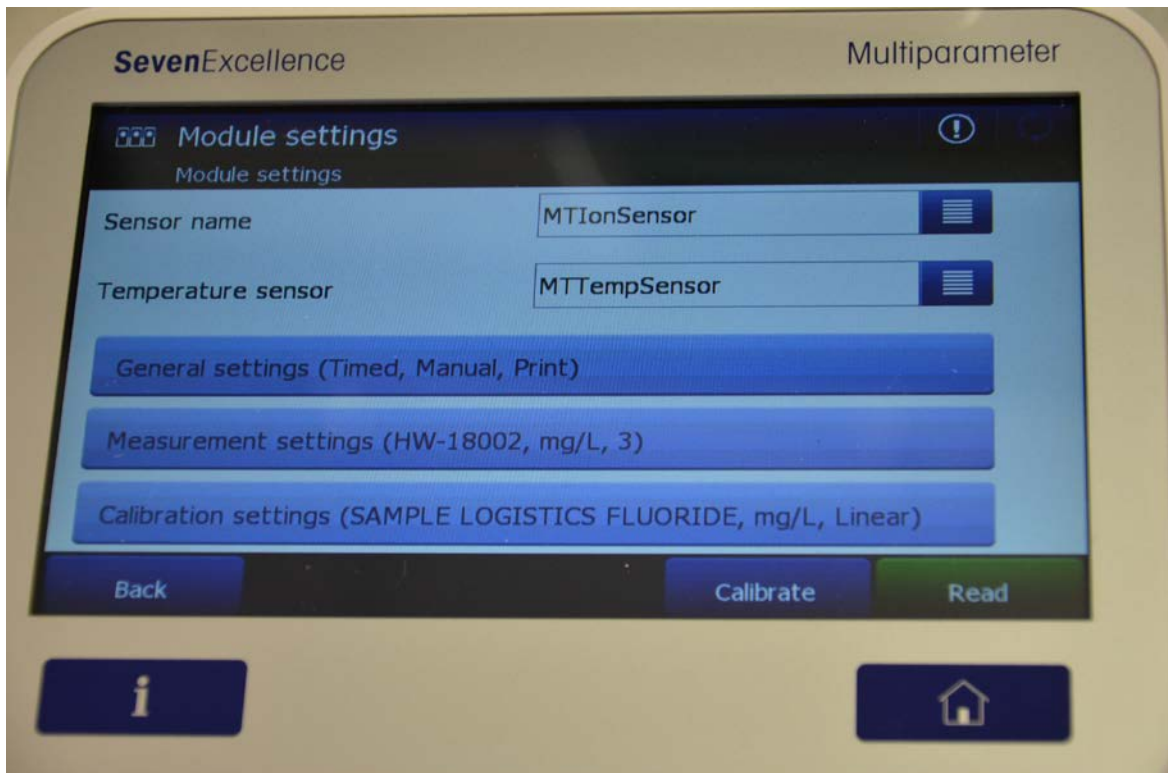 SevenExcellence
Multiparameter
Module settings
Module settings
Sensor name
MTIonSensor
Temperature sensor
MTTempSensor
General settings (Timed, Manual, Print)
Measurement settings (HW-18002, mg/L, 3)
Calibration settings (SAMPLE LOGISTICS FLUORIDE, mg/L, Linear)
Back
Calibrate
Read
i